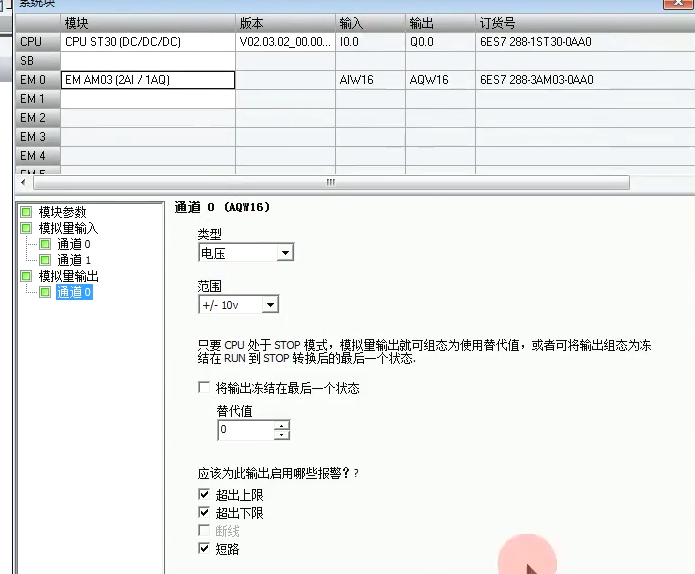 系统块
模块 版本 输入 输出 订货号
CPU CPU ST30 (DC/DC/DC) V02.03.02_00.00... I0.0 Q0.0 6ES7 288-1ST30-0AA0
SB
EM 0 EM AM03 (2AI / 1AQ) AIW16 AQW16 6ES7 288-3AM03-0AA0
EM 1
EM 2
EM 3
EM 4
EM 5
模块参数
模拟量输入
通道 0
通道 1
模拟量输出
通道 0
通道 0 (AQW16)
类型
电压
范围
+/- 10v
只要 CPU 处于 STOP 模式，模拟量输出就可组态为使用替代值，或者可将输出组态为冻
结在 RUN 到 STOP 转换后的最后一个状态.
将输出冻结在最后一个状态
替代值
0
应该为此输出启用哪些报警？?
超出上限
超出下限
断线
短路